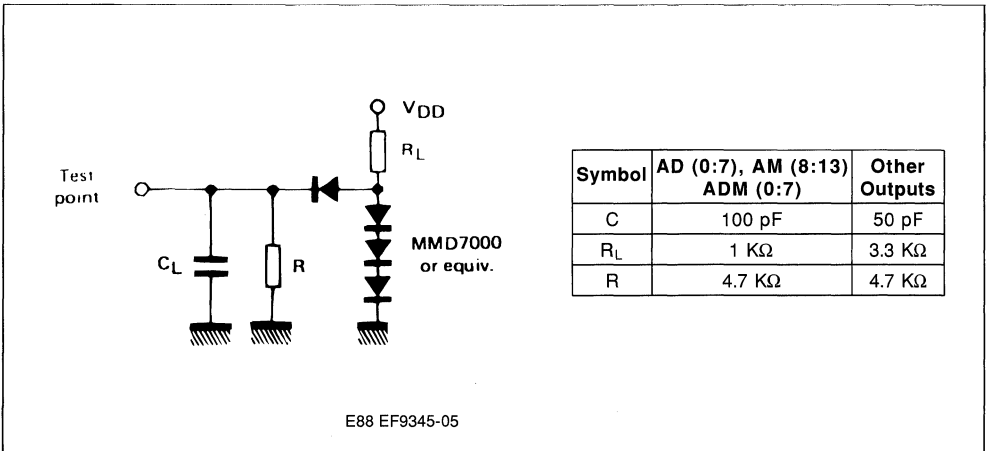 VDD
RL
Test
point
MMD7000
or equiv.
CL
R
Symbol AD (0:7), AM (8:13) ADM (0:7) Other Outputs
C 100 pF 50 pF
RL 1 KΩ 3.3 KΩ
R 4.7 KΩ 4.7 KΩ
E88 EF9345-05